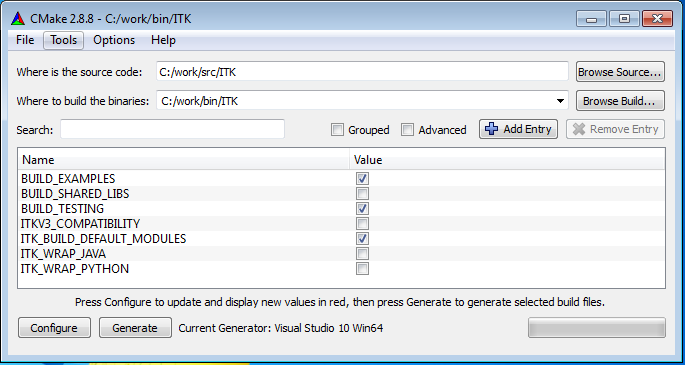 CMake 2.8.8 - C:/work/bin/ITK
File Tools Options Help
Where is the source code: C:/work/src/ITK Browse Source...
Where to build the binaries: C:/work/bin/ITK Browse Build...
Search: Grouped Advanced Add Entry Remove Entry
Name Value
BUILD_EXAMPLES
BUILD_SHARED_LIBS
BUILD_TESTING
ITKV3_COMPATIBILITY
ITK_BUILD_DEFAULT_MODULES
ITK_WRAP_JAVA
ITK_WRAP_PYTHON
Press Configure to update and display new values in red, then press Generate to generate selected build files.
Configure Generate Current Generator: Visual Studio 10 Win64